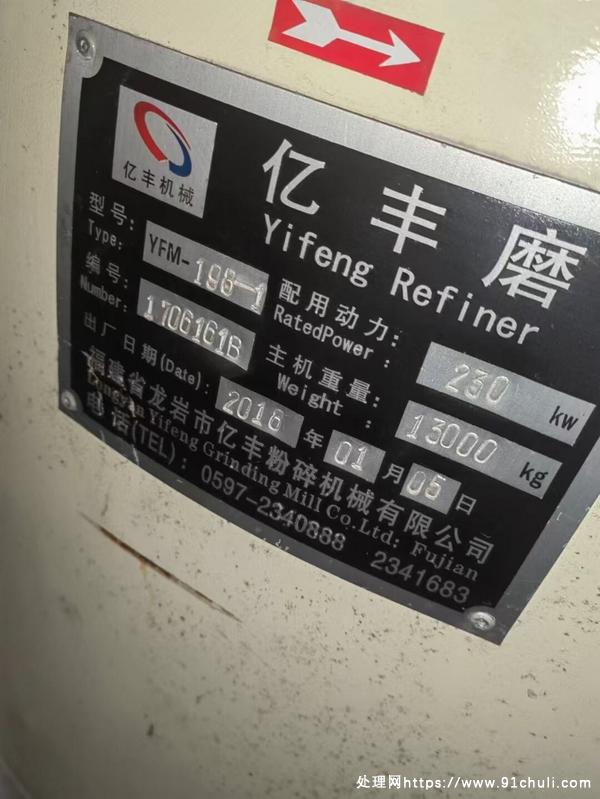 亿丰机械
亿丰磨
Yifeng Refiner
型号: YFM-198-1 配用动力: 230 kw
Type: RatedPower:
编号: 1706161B 主机重量: 13000 kg
Number: Weight :
出厂日期(Date): 2018 年 01 月 05 日
福建省龙岩市亿丰粉碎机械有限公司
Longyan Yifeng Grinding Mill Co.Ltd; Fujian
电话(TEL): 0597-2340888 2341683
处理网https://www.91chuli.com